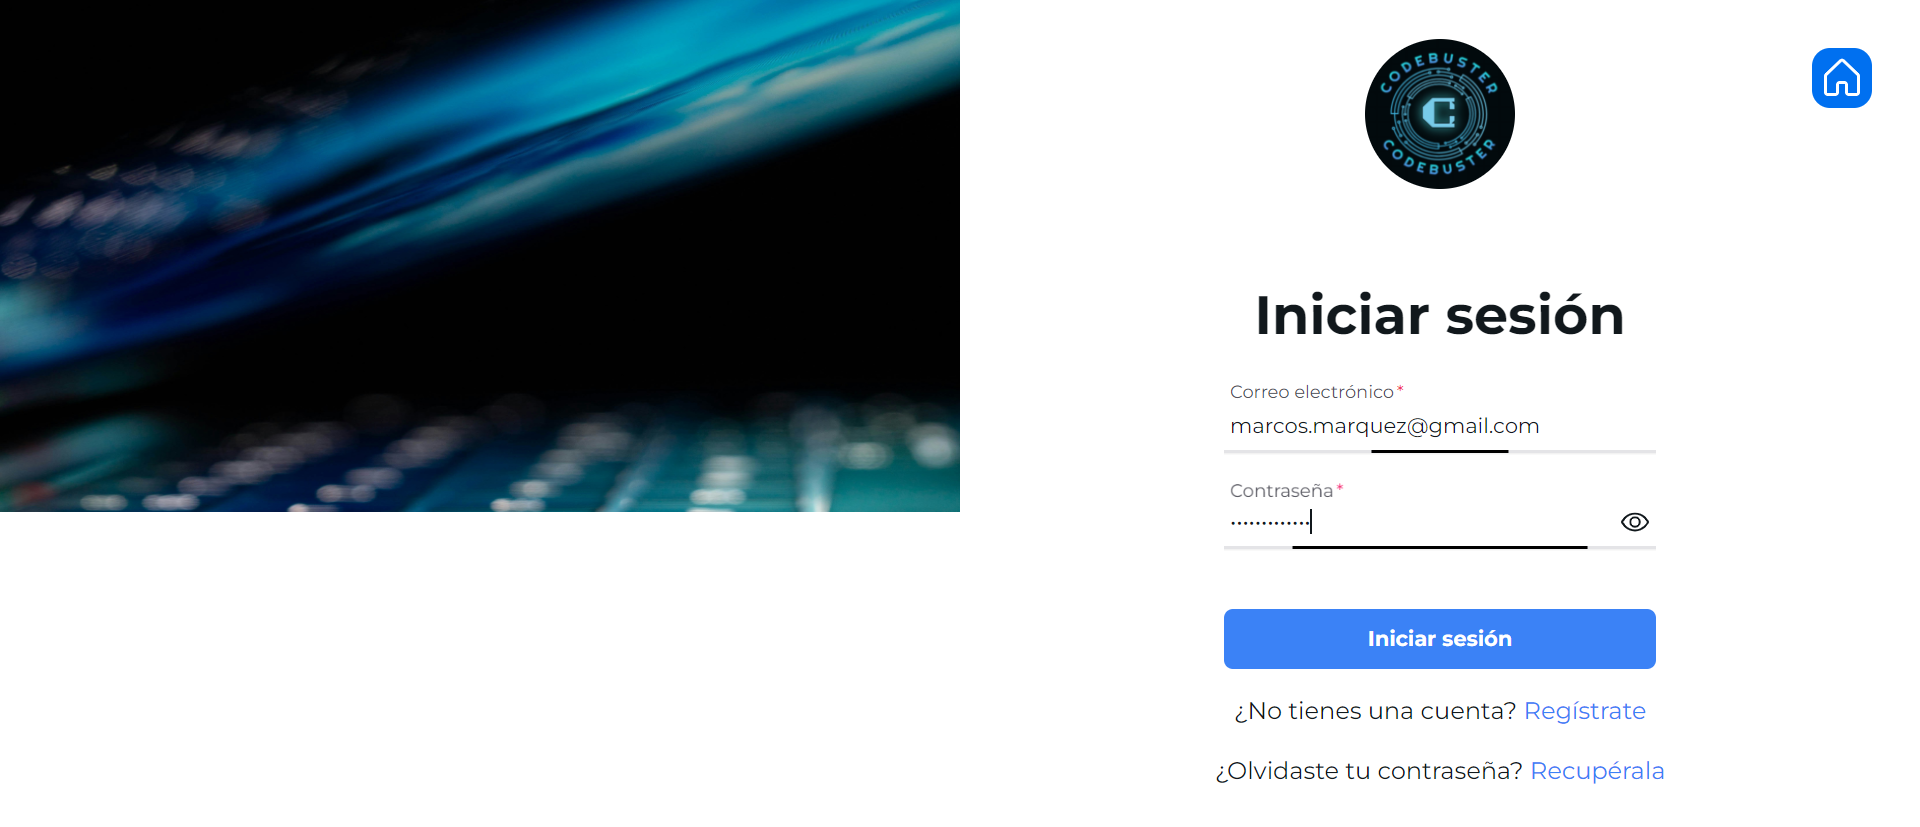 CODEBUSTER
C
CODEBUSTER
Iniciar sesión
Correo electrónico*
marcos.marquez@gmail.com
Contraseña*
•••••••••••••
Iniciar sesión
¿No tienes una cuenta? Regístrate
¿Olvidaste tu contraseña? Recupérala